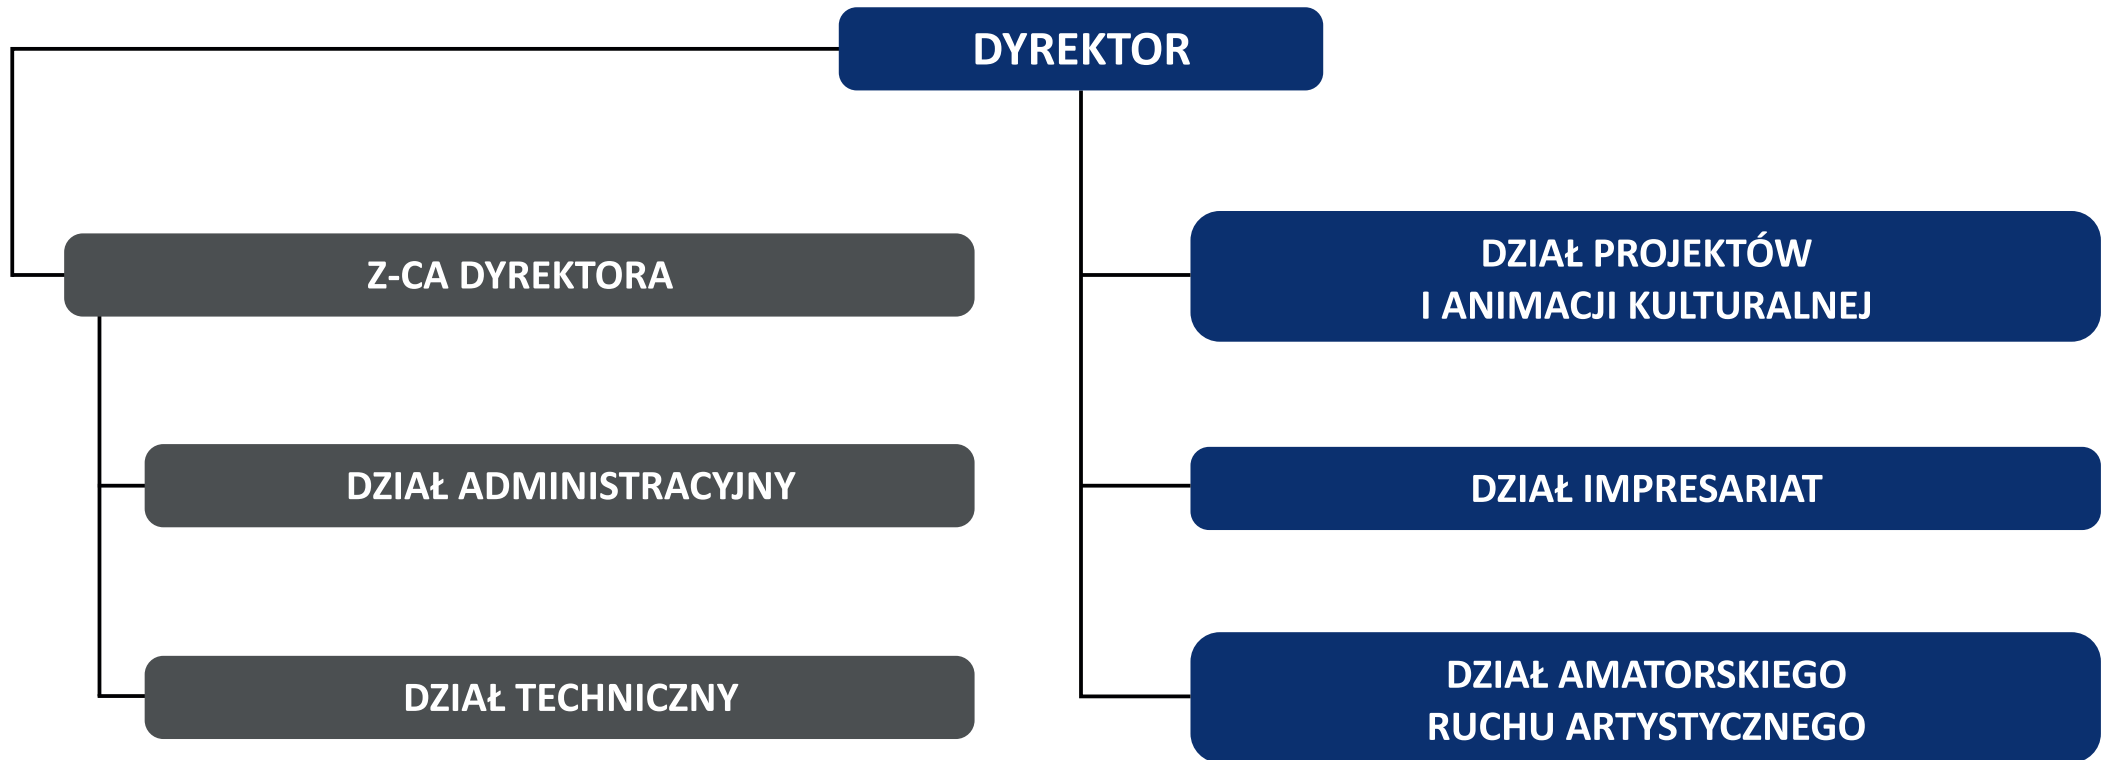 DYREKTOR
Z-CA DYREKTORA
DZIAŁ ADMINISTRACYJNY
DZIAŁ TECHNICZNY
DZIAŁ PROJEKTÓW
I ANIMACJI KULTURALNEJ
DZIAŁ IMPRESARIAT
DZIAŁ AMATORSKIEGO
RUCHU ARTYSTYCZNEGO